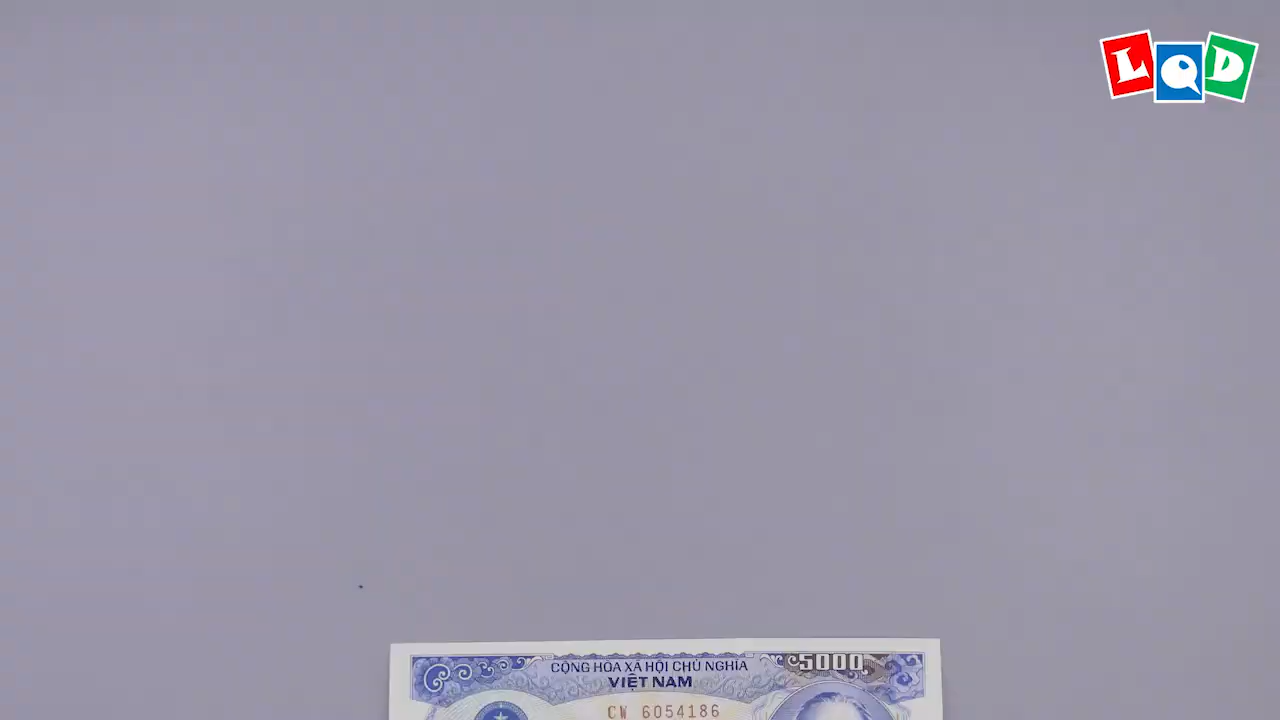 LQD
CỘNG HÒA XÃ HỘI CHỦ NGHĨA
5000
VIỆT NAM
CW 6054186